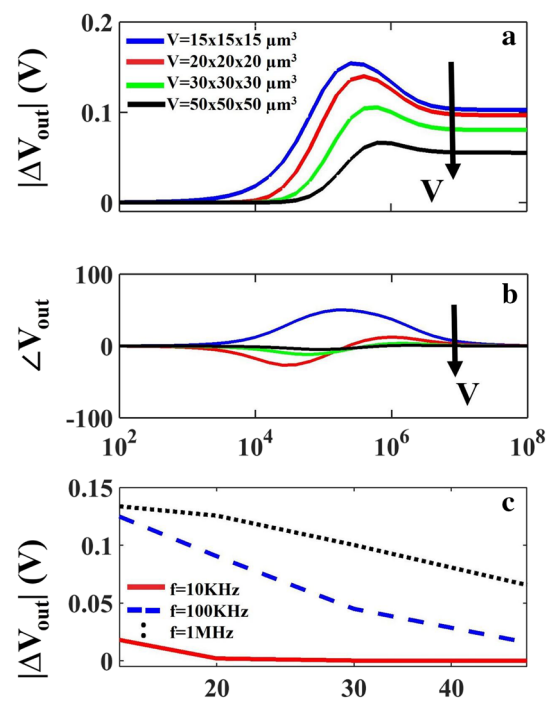 0.2
a
V=15x15x15 µm³
V=20x20x20 µm³
V=30x30x30 µm³
V=50x50x50 µm³
|ΔVout| (V)
0.1
V
0
100
b
∠Vout
0
V
-100
10² 10⁴ 10⁶ 10⁸
0.15
c
|ΔVout| (V)
0.1
0.05
f=10KHz
f=100KHz
f=1MHz
0
20 30 40